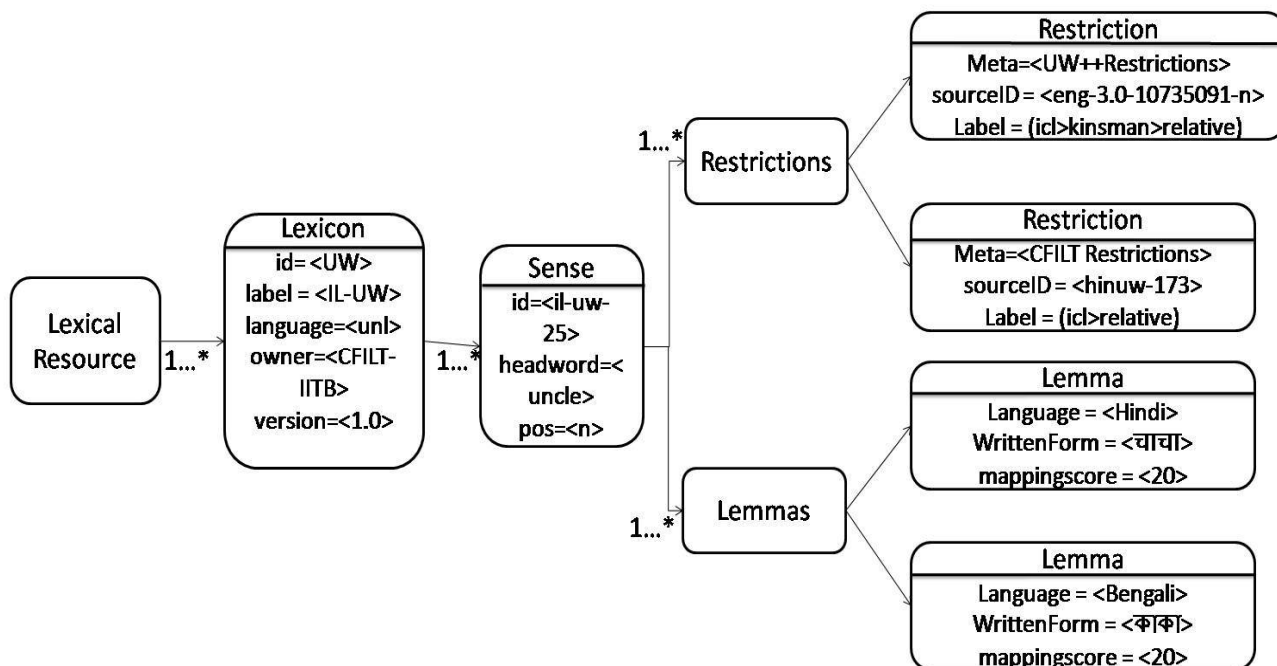 Lexical
Resource
1...*
Lexicon
id= <UW>
label = <IL-UW>
language=<unl>
owner=<CFILT-
IITB>
version=<1.0>
1...*
Sense
id=<il-uw-
25>
headword=<
uncle>
pos=<n>
1...*
Restrictions
Restriction
Meta=<UW++Restrictions>
sourceID = <eng-3.0-10735091-n>
Label = (icl>kinsman>relative)
Restriction
Meta=<CFILT Restrictions>
sourceID = <hinuw-173>
Label = (icl>relative)
1...*
Lemmas
Lemma
Language = <Hindi>
WrittenForm = <चाचा>
mappingscore = <20>
Lemma
Language = <Bengali>
WrittenForm = <কাকা>
mappingscore = <20>